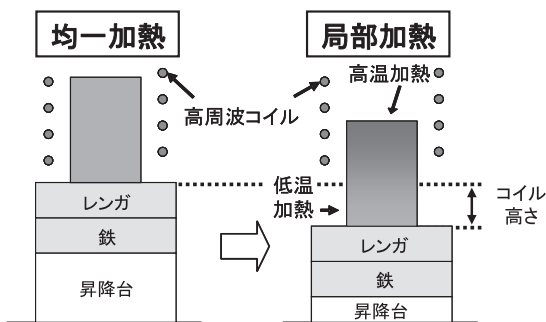 均一加熱
局部加熱
高周波コイル
高温加熱
低温
加熱
コイル
高さ
レンガ
鉄
昇降台
レンガ
鉄
昇降台